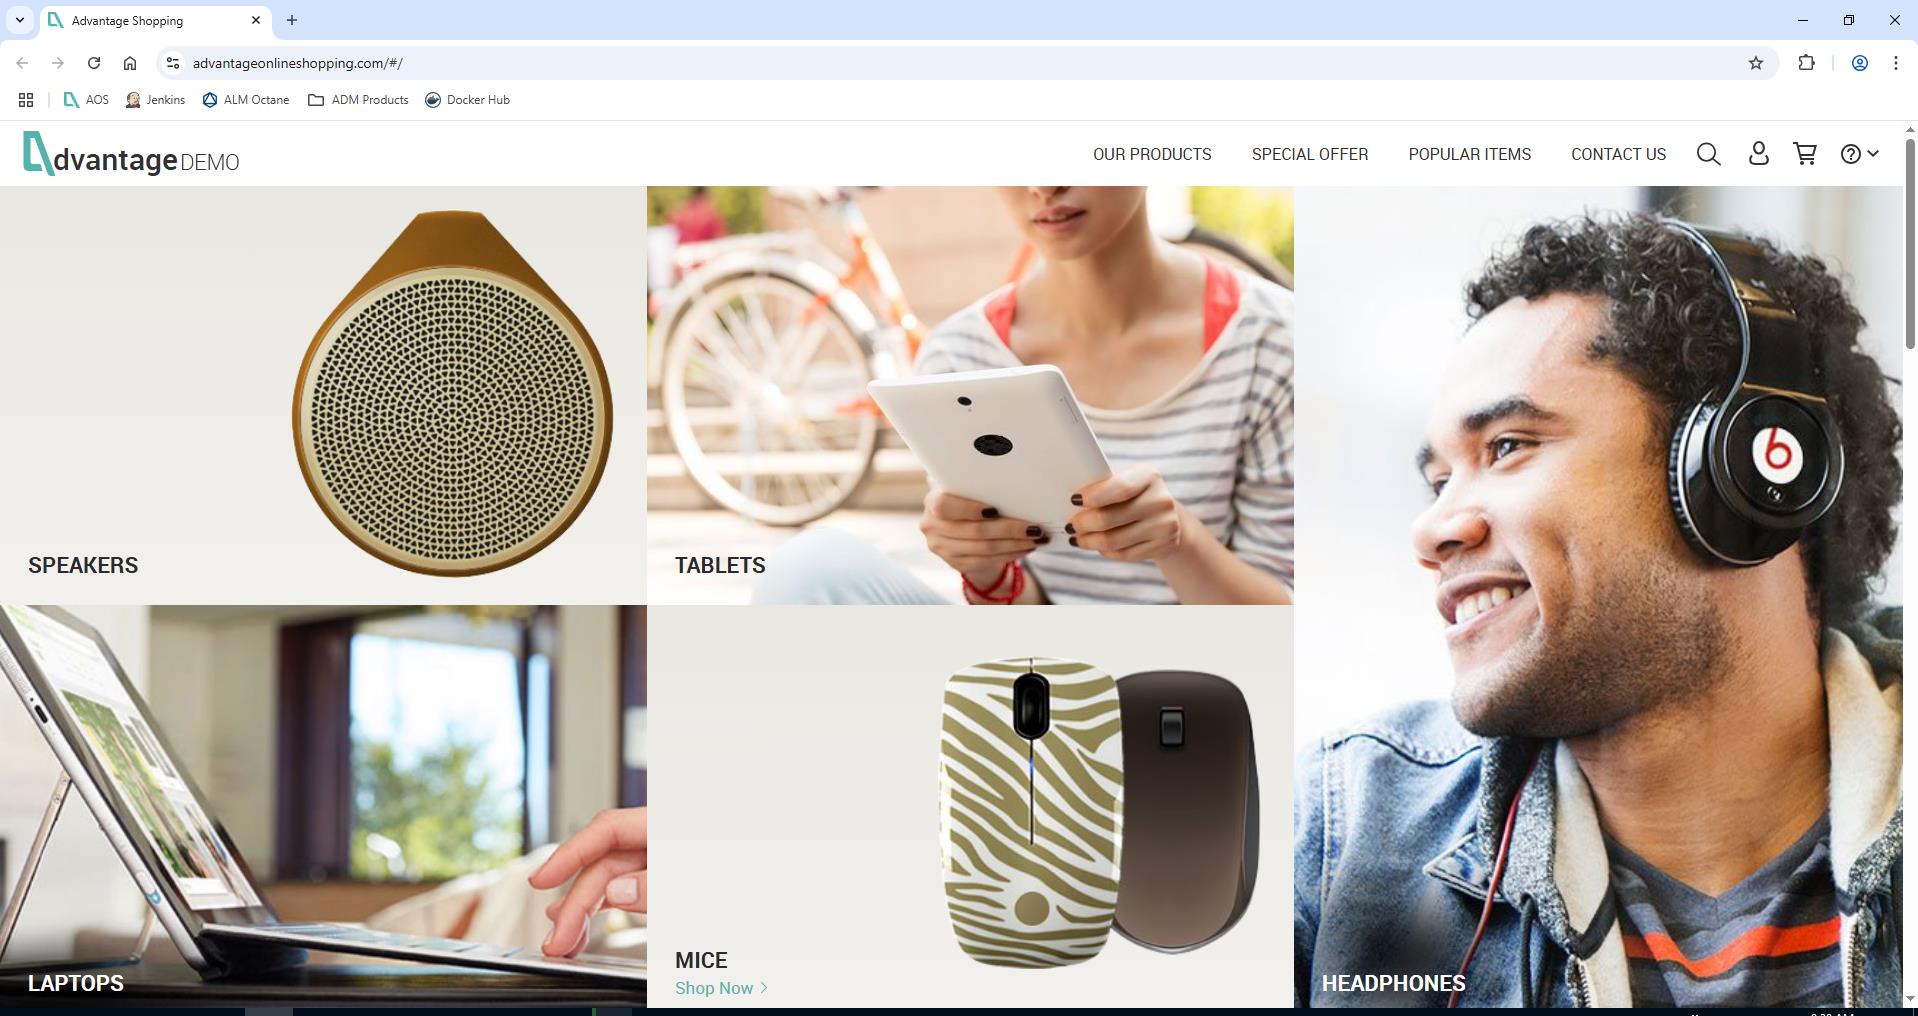 Advantage Shopping
advantageonlineshopping.com/#/
AOS
Jenkins
ALM Octane
ADM Products
Docker Hub
dvantage DEMO
OUR PRODUCTS
SPECIAL OFFER
POPULAR ITEMS
CONTACT US
SPEAKERS
TABLETS
b
LAPTOPS
MICE
Shop Now
HEADPHONES